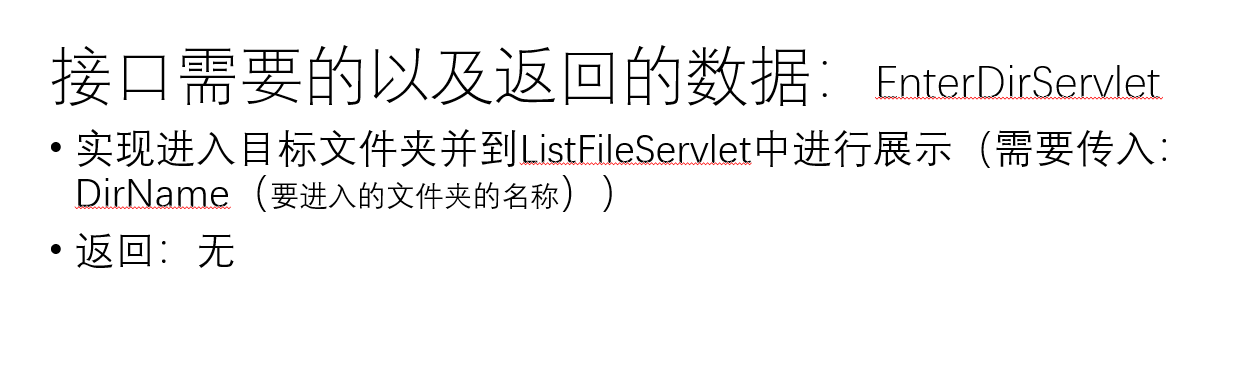 接口需要的以及返回的数据：EnterDirServlet
• 实现进入目标文件夹并到ListFileServlet中进行展示（需要传入：
DirName（要进入的文件夹的名称））
• 返回：无